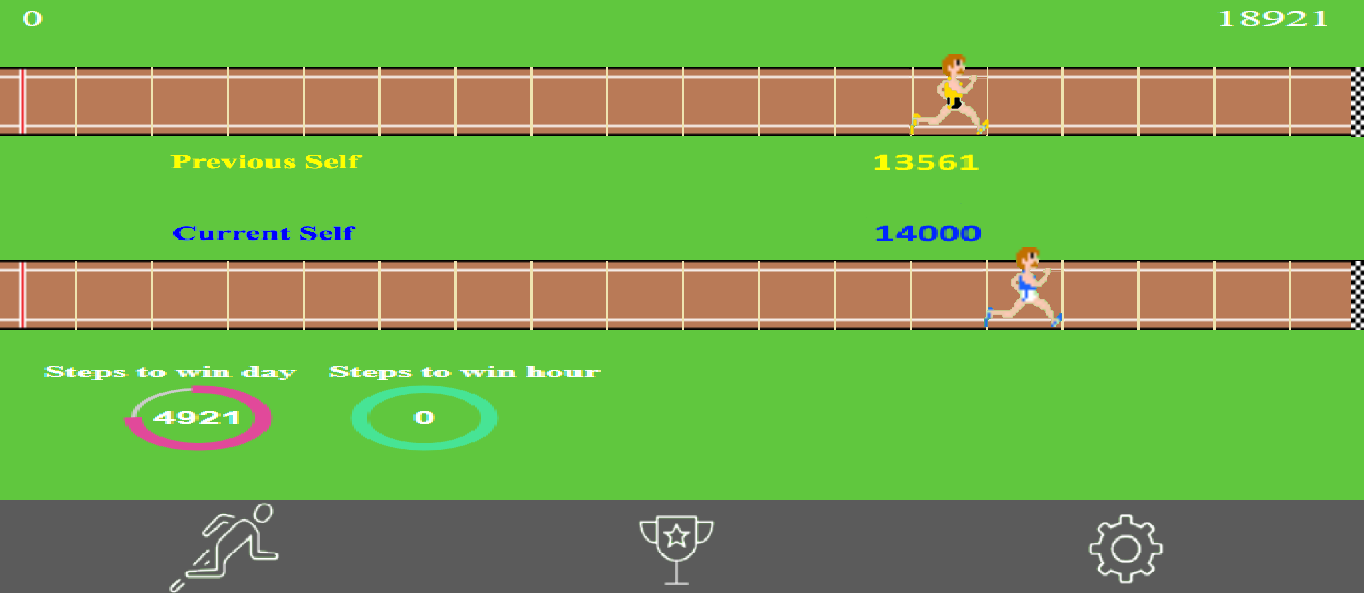 0 18921
Previous Self 13561
Current Self 14000
Steps to win day Steps to win hour
4921 0